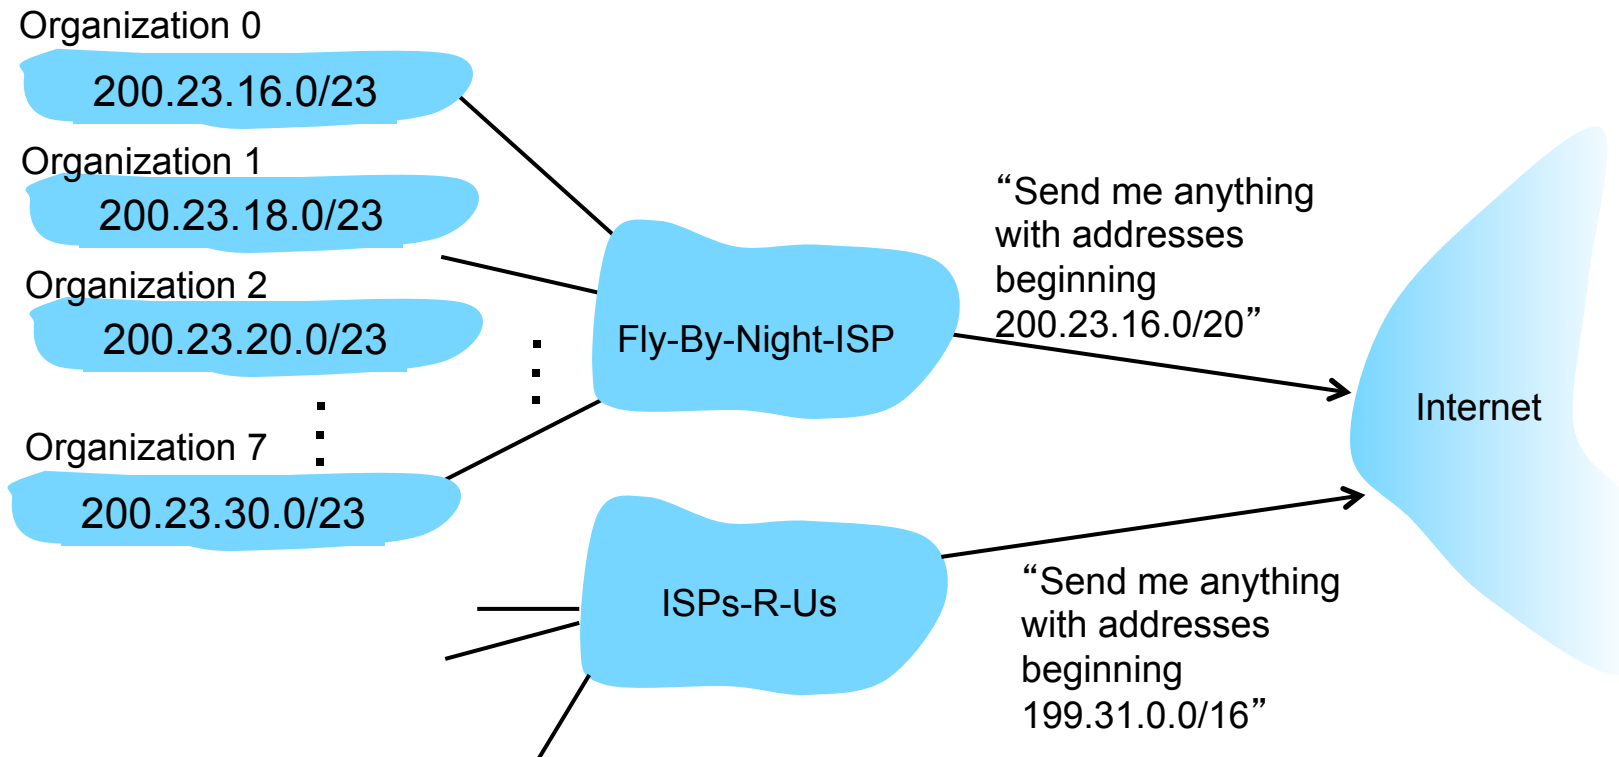 Organization 0
200.23.16.0/23
Organization 1
200.23.18.0/23
Organization 2
200.23.20.0/23
Organization 7
200.23.30.0/23
Fly-By-Night-ISP
“Send me anything
with addresses
beginning
200.23.16.0/20”
Internet
ISPs-R-Us
“Send me anything
with addresses
beginning
199.31.0.0/16”